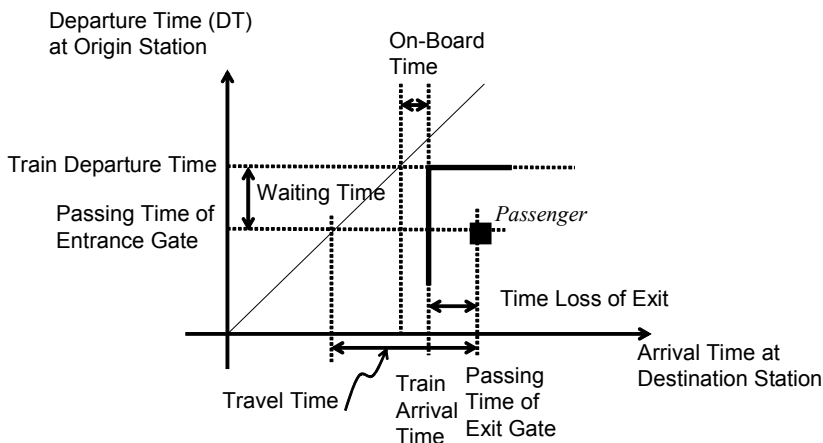 Departure Time (DT)
at Origin Station
On-Board
Time
Train Departure Time
Waiting Time
Passing Time of
Entrance Gate
Passenger
Time Loss of Exit
Arrival Time at
Destination Station
Travel Time
Train
Arrival
Time
Passing
Time of
Exit Gate